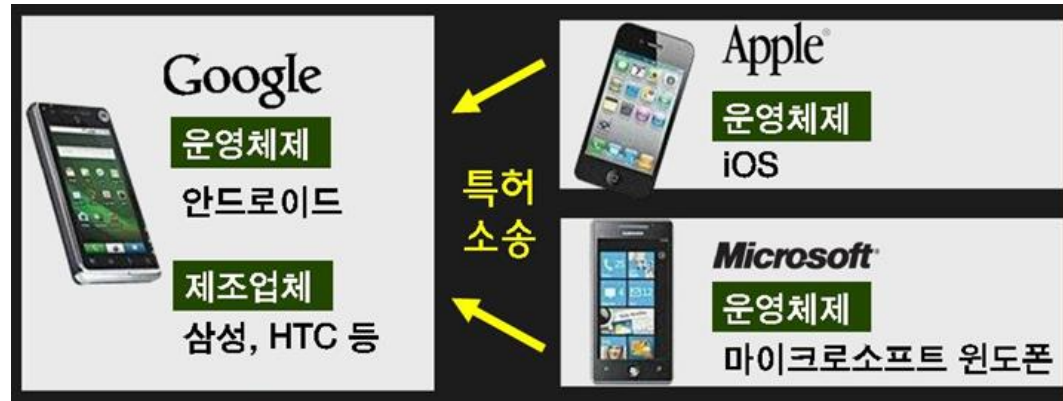 Google
운영체제
안드로이드
제조업체
삼성, HTC 등
특허
소송
Apple
운영체제
iOS
Microsoft
운영체제
마이크로소프트 윈도폰